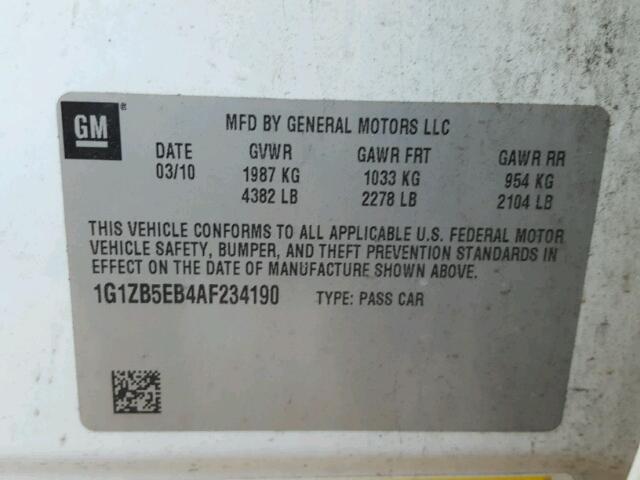 GM®
MFD BY GENERAL MOTORS LLC
DATE GVWR GAWR FRT GAWR RR
03/10 1987 KG 1033 KG 954 KG
4382 LB 2278 LB 2104 LB
THIS VEHICLE CONFORMS TO ALL APPLICABLE U.S. FEDERAL MOTOR
VEHICLE SAFETY, BUMPER, AND THEFT PREVENTION STANDARDS IN
EFFECT ON THE DATE OF MANUFACTURE SHOWN ABOVE.
1G1ZB5EB4AF234190 TYPE: PASS CAR